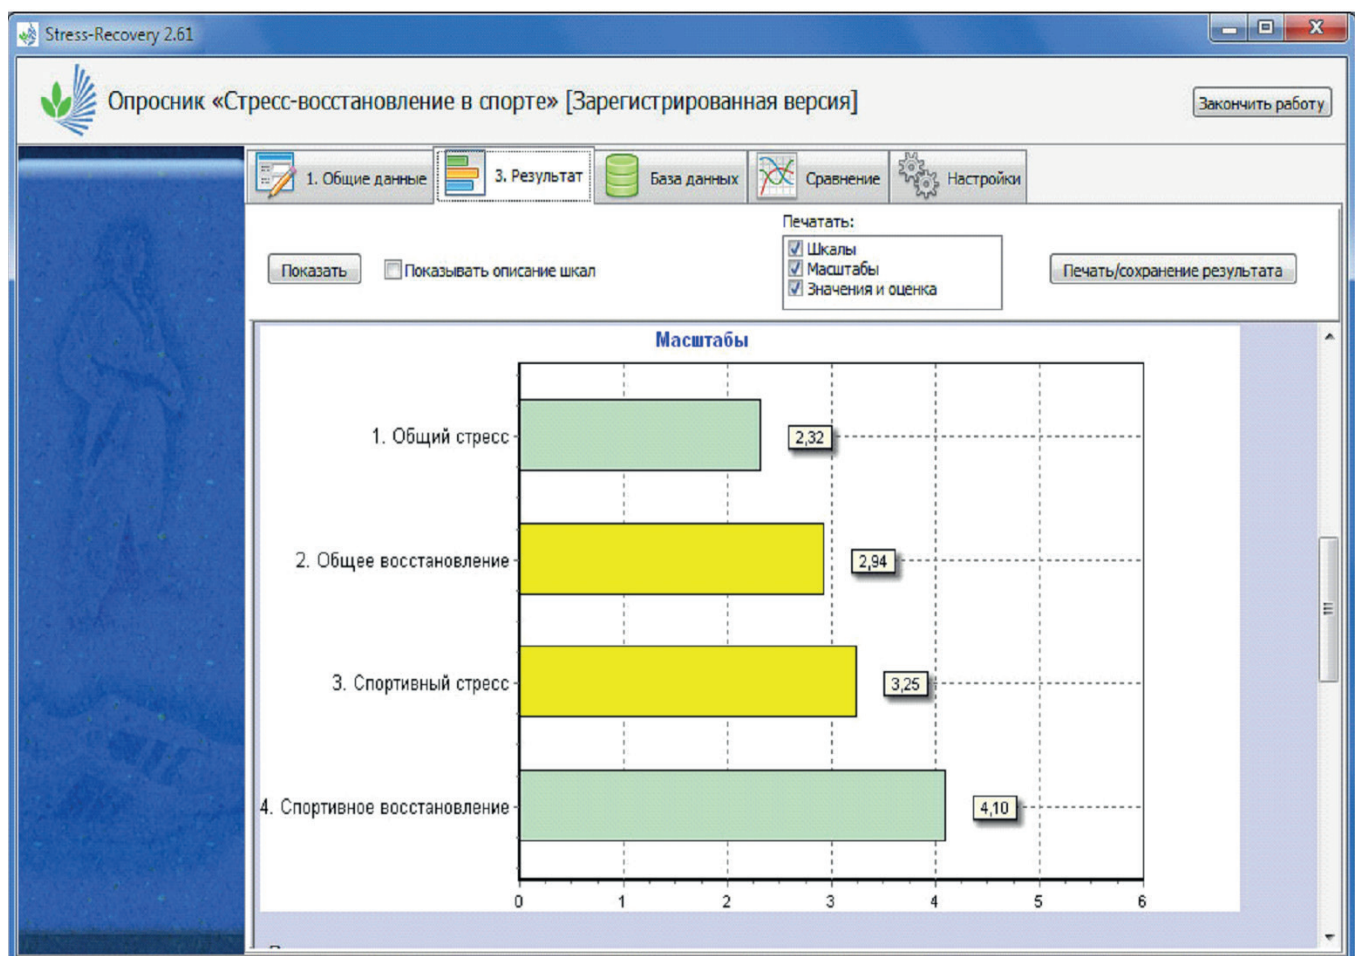 Stress-Recovery 2.61
Опросник «Стресс-восстановление в спорте» [Зарегистрированная версия]
Закончить работу
1. Общие данные
3. Результат
База данных
Сравнение
Настройки
Печатать:
Показать
Показывать описание шкал
Шкалы
Масштабы
Значения и оценка
Печать/сохранение результата
Масштабы
1. Общий стресс
2,32
2. Общее восстановление
2,94
3. Спортивный стресс
3,25
4. Спортивное восстановление
4,10
0 1 2 3 4 5 6